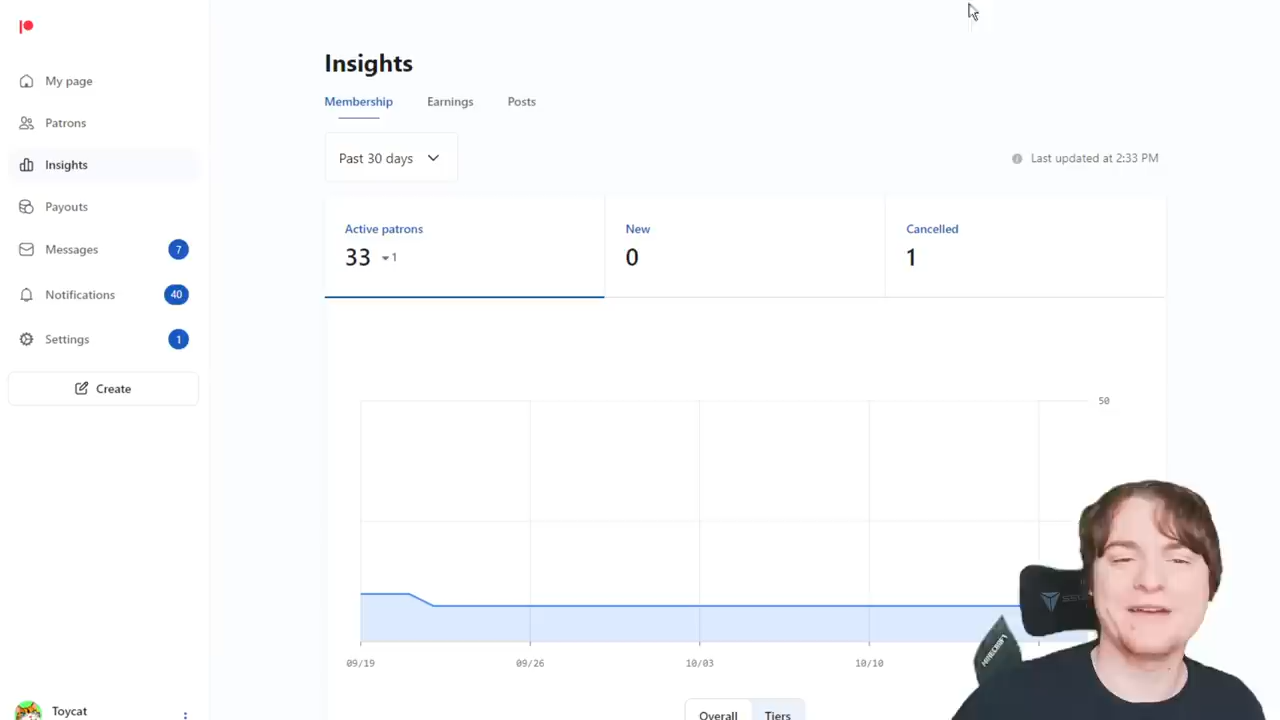 Insights
Membership Earnings Posts
Past 30 days
Last updated at 2:33 PM
Active patrons
33 1
New
0
Cancelled
1
My page
Patrons
Insights
Payouts
Messages 7
Notifications 40
Settings 1
Create
50
09/19 09/26 10/03 10/10
MINECRAFT
Overall Tiers
Toycat